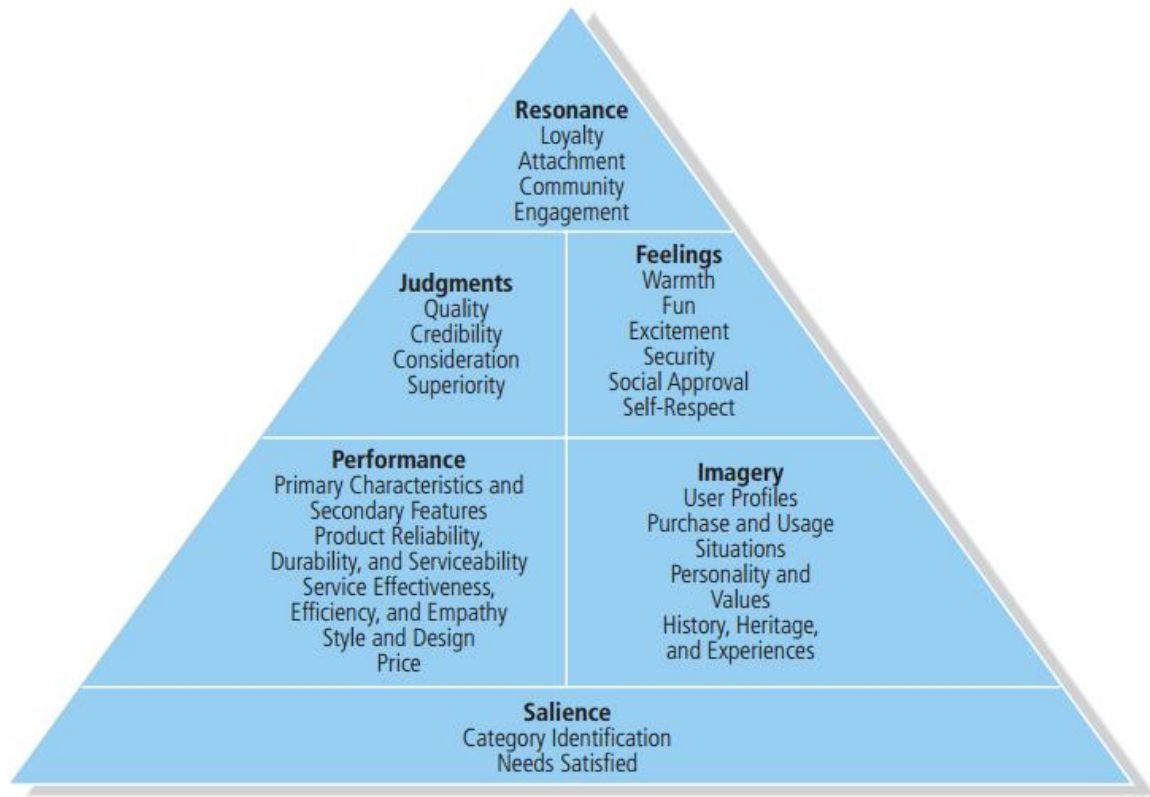 Resonance
Loyalty
Attachment
Community
Engagement
Judgments
Quality
Credibility
Consideration
Superiority
Feelings
Warmth
Fun
Excitement
Security
Social Approval
Self-Respect
Performance
Primary Characteristics and
Secondary Features
Product Reliability,
Durability, and Serviceability
Service Effectiveness,
Efficiency, and Empathy
Style and Design
Price
Imagery
User Profiles
Purchase and Usage
Situations
Personality and
Values
History, Heritage,
and Experiences
Salience
Category Identification
Needs Satisfied